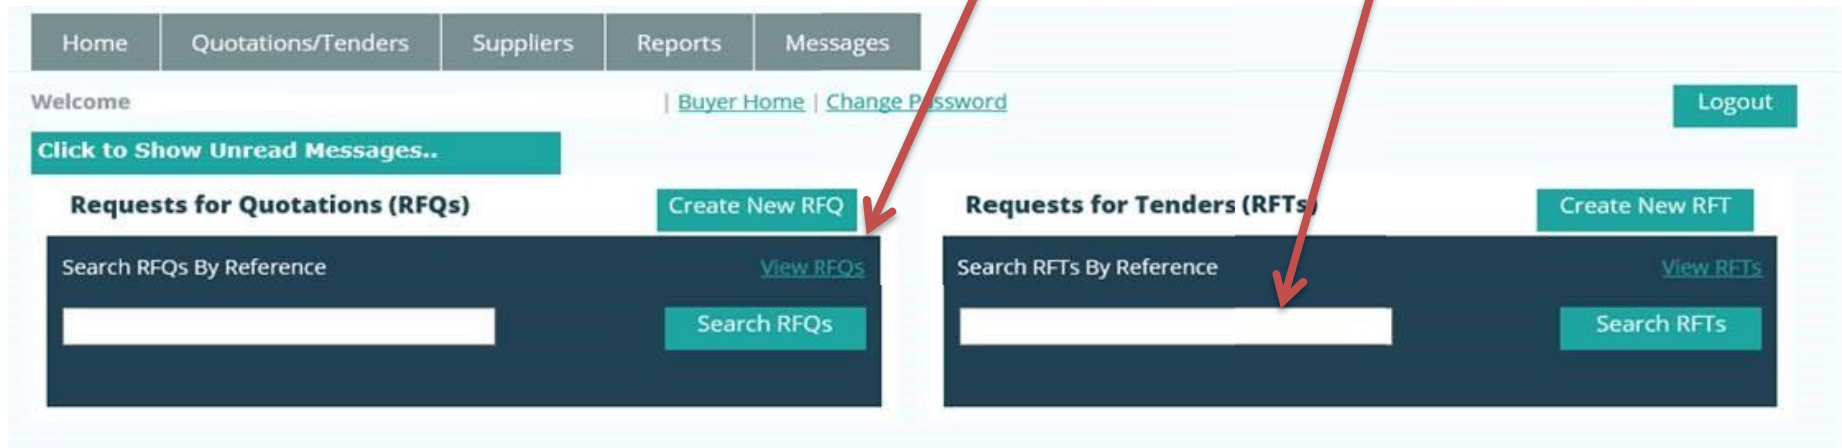 Home Quotations/Tenders Suppliers Reports Messages
Welcome | Buyer Home | Change Password Logout
Click to Show Unread Messages..
Requests for Quotations (RFQs) Create New RFQ
Search RFQs By Reference View RFQs
Search RFQs
Requests for Tenders (RFTs) Create New RFT
Search RFTs By Reference View RFTs
Search RFTs